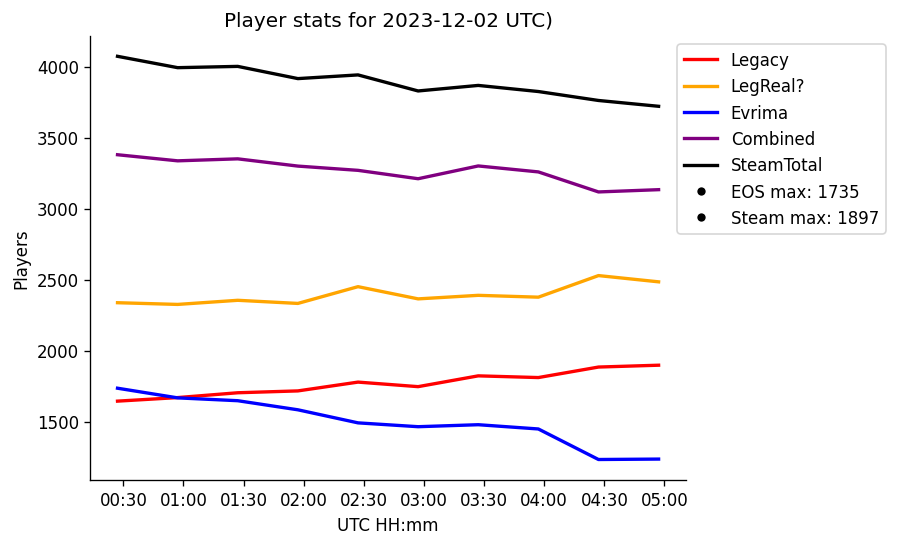 Player stats for 2023-12-02 UTC)
Legacy
LegReal?
Evrima
Combined
SteamTotal
EOS max: 1735
Steam max: 1897
Players
4000
3500
3000
2500
2000
1500
00:30 01:00 01:30 02:00 02:30 03:00 03:30 04:00 04:30 05:00
UTC HH:mm